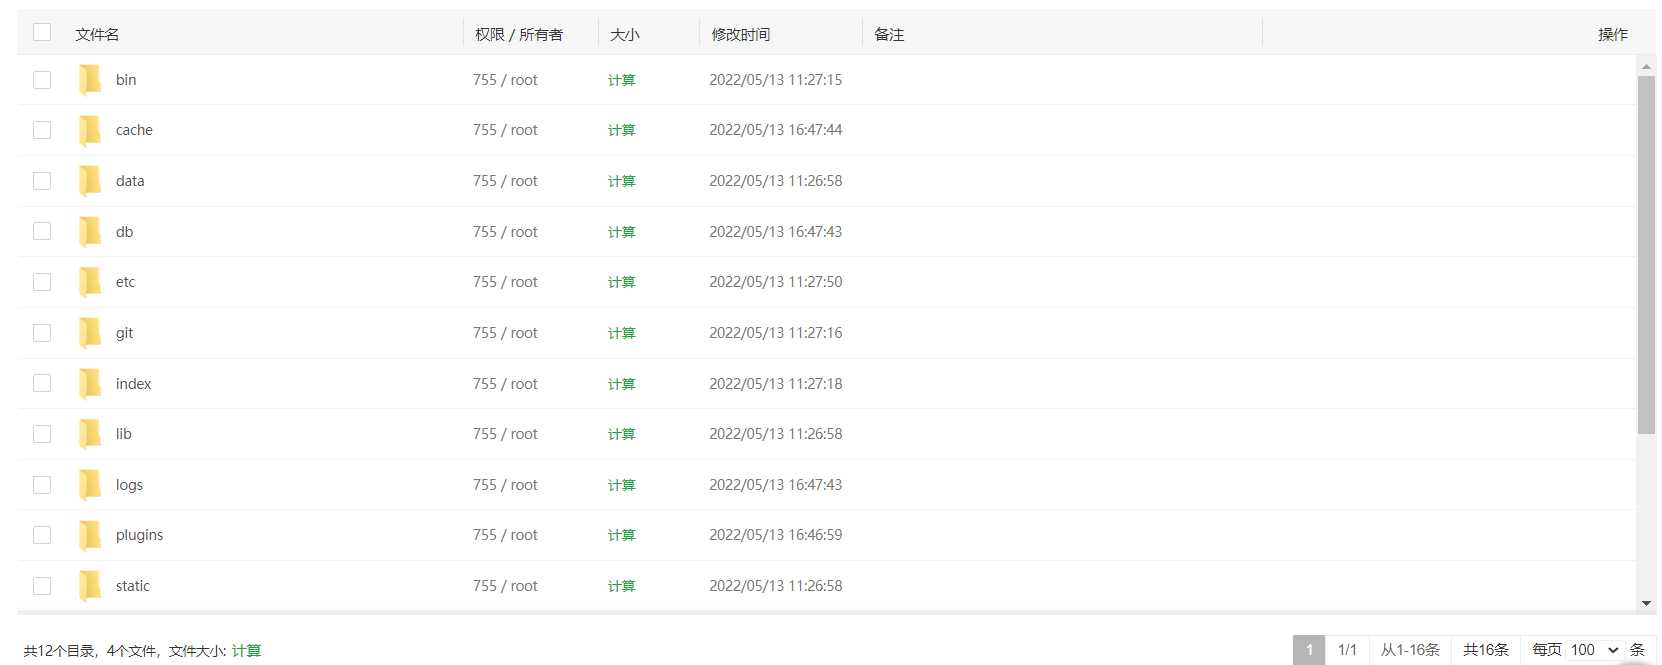 文件名 权限 / 所有者 大小 修改时间 备注 操作
bin 755 / root 计算 2022/05/13 11:27:15
cache 755 / root 计算 2022/05/13 16:47:44
data 755 / root 计算 2022/05/13 11:26:58
db 755 / root 计算 2022/05/13 16:47:43
etc 755 / root 计算 2022/05/13 11:27:50
git 755 / root 计算 2022/05/13 11:27:16
index 755 / root 计算 2022/05/13 11:27:18
lib 755 / root 计算 2022/05/13 11:26:58
logs 755 / root 计算 2022/05/13 16:47:43
plugins 755 / root 计算 2022/05/13 16:46:59
static 755 / root 计算 2022/05/13 11:26:58
共12个目录，4个文件，文件大小: 计算 1 1/1 从1-16条 共16条 每页 100 条